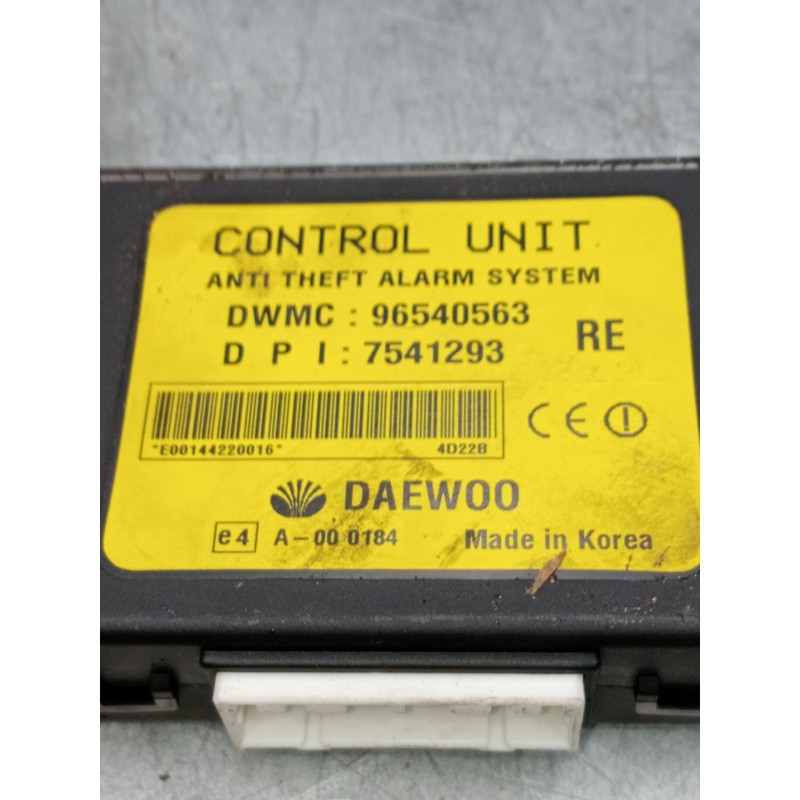 CONTROL UNIT
ANTI THEFT ALARM SYSTEM
DWMC : 96540563
D P I : 7541293
RE
*E00144220016*
4D22B
CE
DAEWOO
e4 A-00 0184
Made in Korea